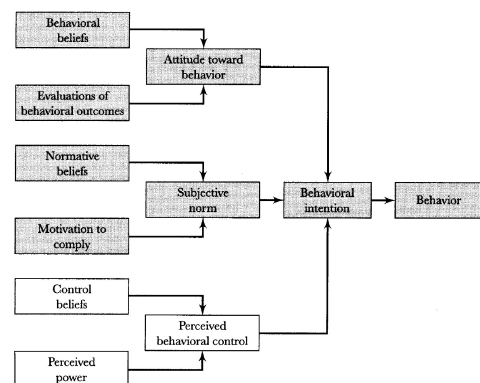 Behavioral
beliefs
Attitude toward
behavior
Evaluations of
behavioral outcomes
Normative
beliefs
Subjective
norm
Behavioral
intention
Behavior
Motivation to
comply
Control
beliefs
Perceived
behavioral control
Perceived
power